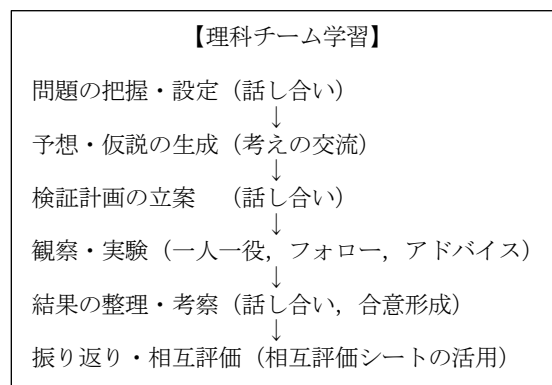 【理科チーム学習】
問題の把握・設定（話し合い）
↓
予想・仮説の生成（考えの交流）
↓
検証計画の立案　（話し合い）
↓
観察・実験（一人一役，フォロー，アドバイス）
↓
結果の整理・考察（話し合い，合意形成）
↓
振り返り・相互評価（相互評価シートの活用）